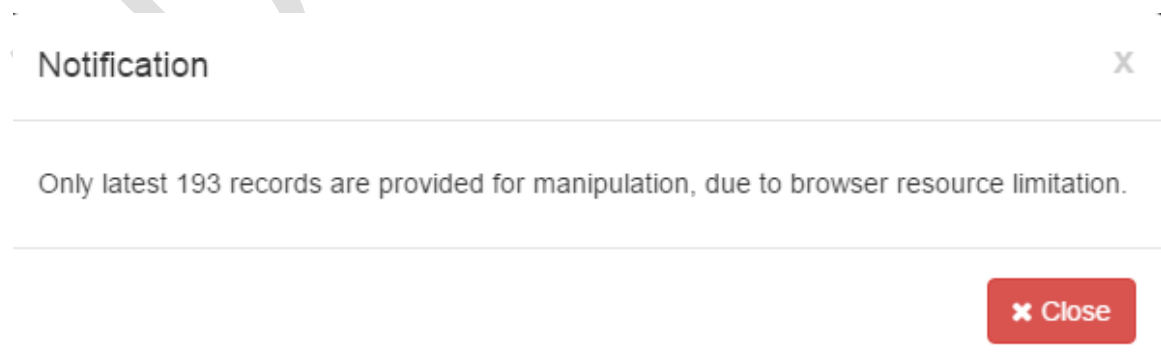 Notification
x
Only latest 193 records are provided for manipulation, due to browser resource limitation.
✖ Close